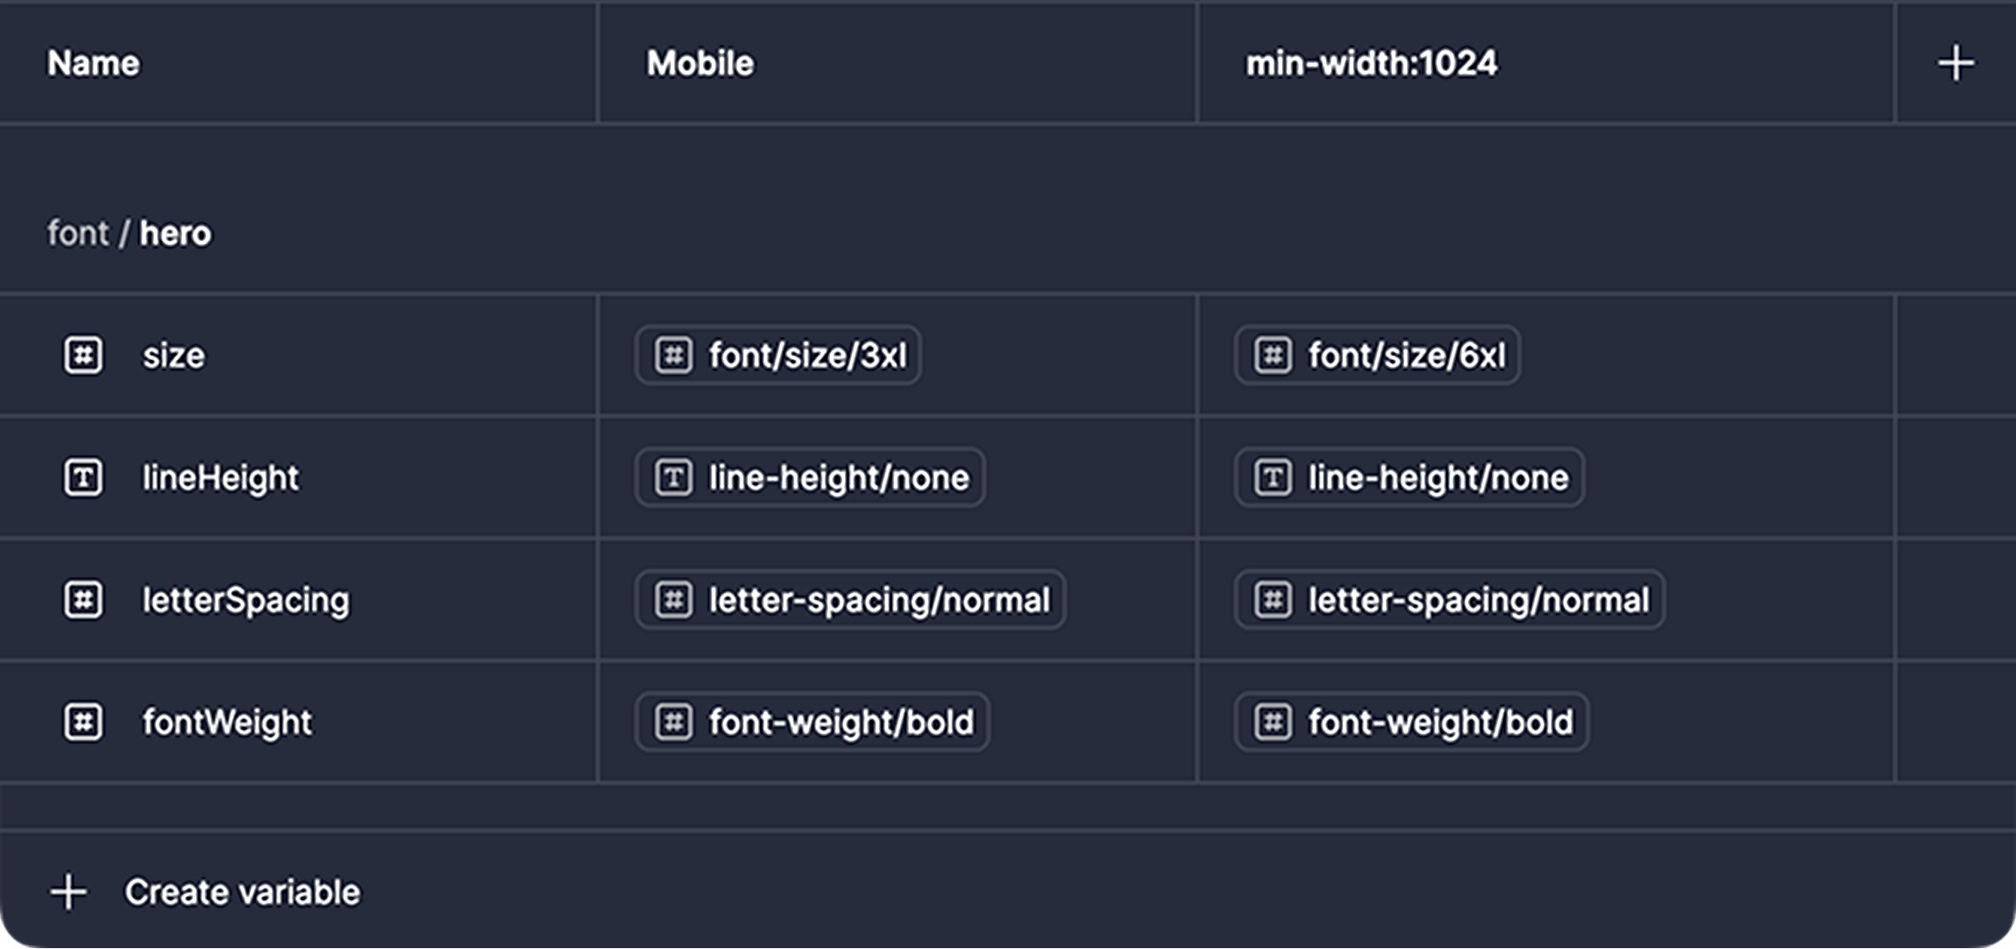 Name Mobile min-width:1024
font / hero
size font/size/3xl font/size/6xl
lineHeight line-height/none line-height/none
letterSpacing letter-spacing/normal letter-spacing/normal
fontWeight font-weight/bold font-weight/bold
Create variable